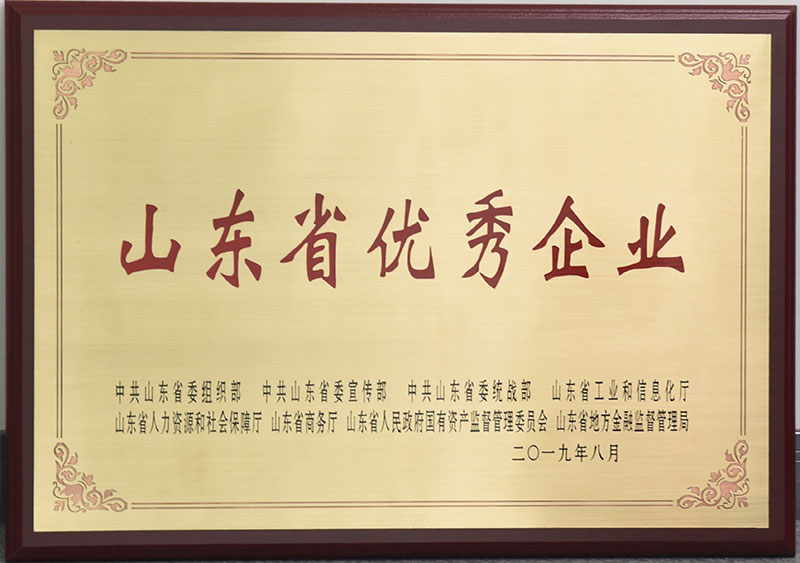 山东省优秀企业
中共山东省委组织部 中共山东省委宣传部 中共山东省委统战部 山东省工业和信息化厅
山东省人力资源和社会保障厅 山东省商务厅 山东省人民政府国有资产监督管理委员会 山东省地方金融监督管理局
二〇一九年八月